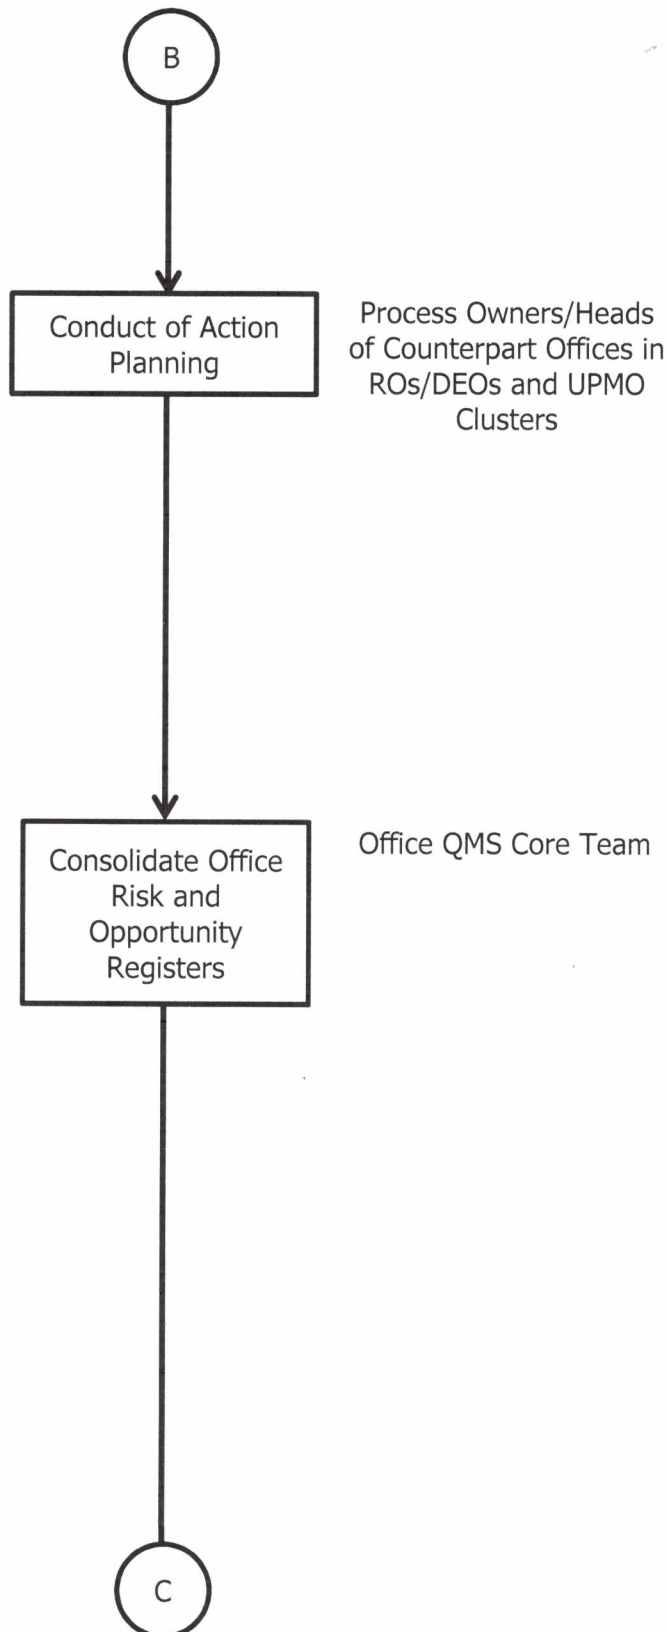 B
Conduct of Action
Planning
Process Owners/Heads
of Counterpart Offices in
ROs/DEOs and UPMO
Clusters
Consolidate Office
Risk and
Opportunity
Registers
Office QMS Core Team
C